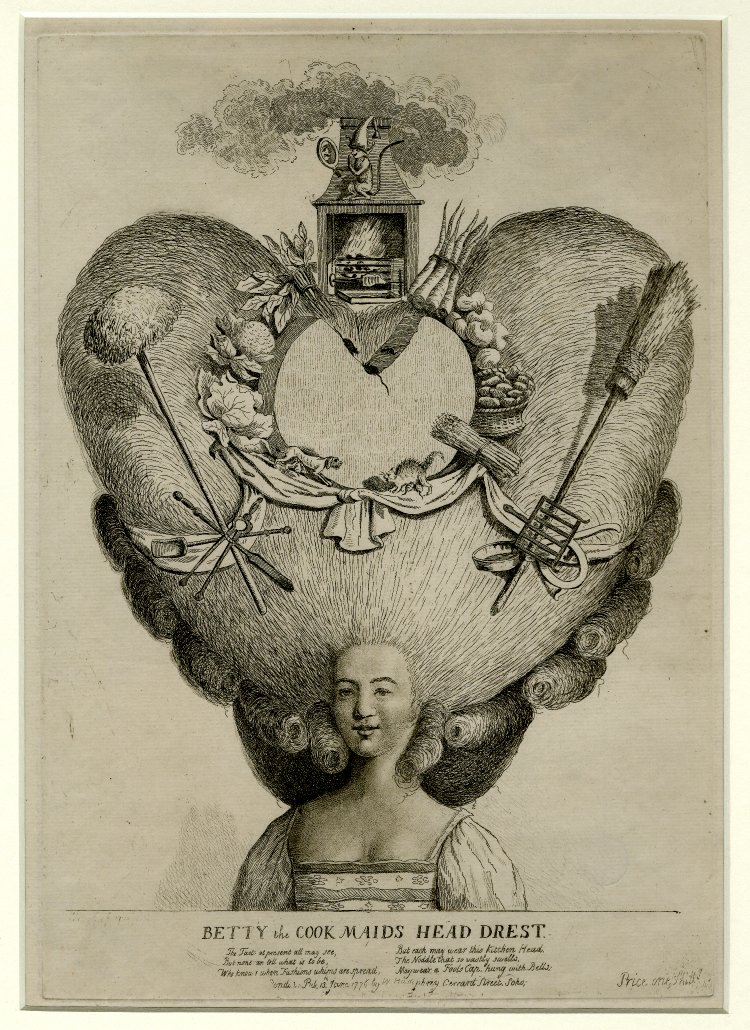 BETTY the COOK MAIDS HEAD DREST.
The Taste at present all may see,
But none can tell what is to be,
Who knows when Fashions whims are spread,
But each may wear this Kitchen Head.
The Noddle that so vastly swells,
May wear a Fools Cap, hung with Bells.
Pub. 13th June 1776 by W Humphrey Gerrard Street Soho,
Price one Shillg.